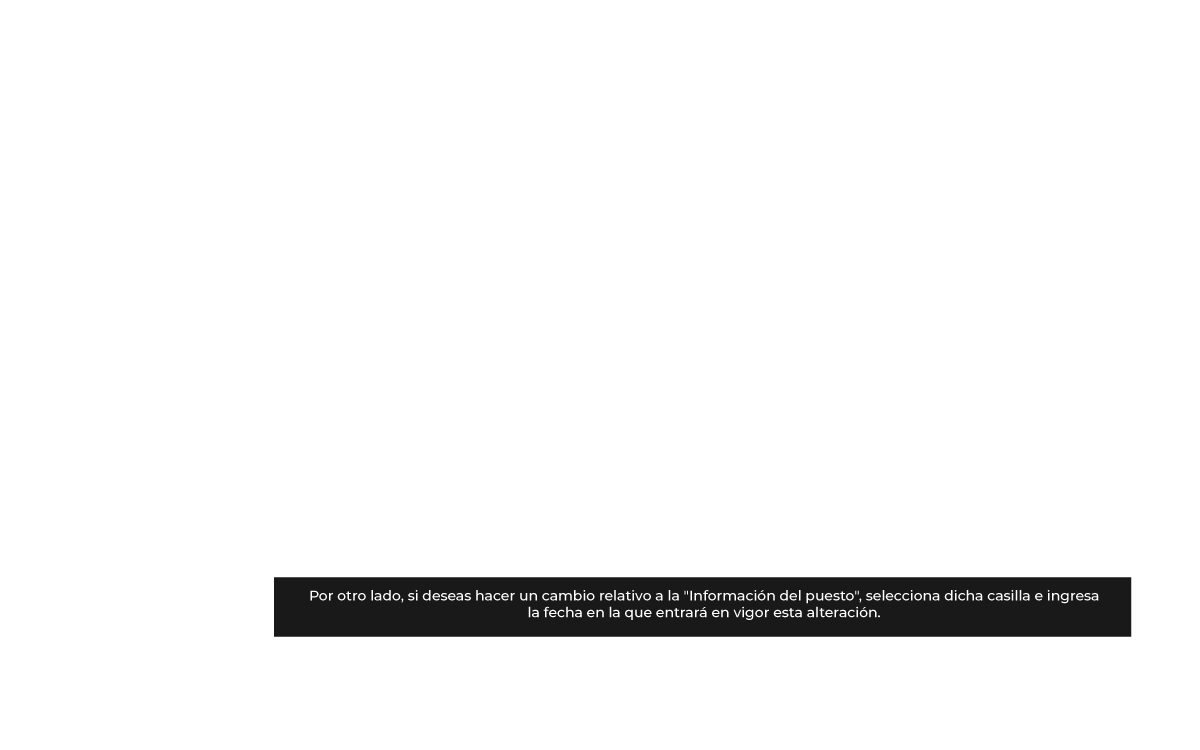 Por otro lado, si deseas hacer un cambio relativo a la "Información del puesto", selecciona dicha casilla e ingresa
la fecha en la que entrará en vigor esta alteración.